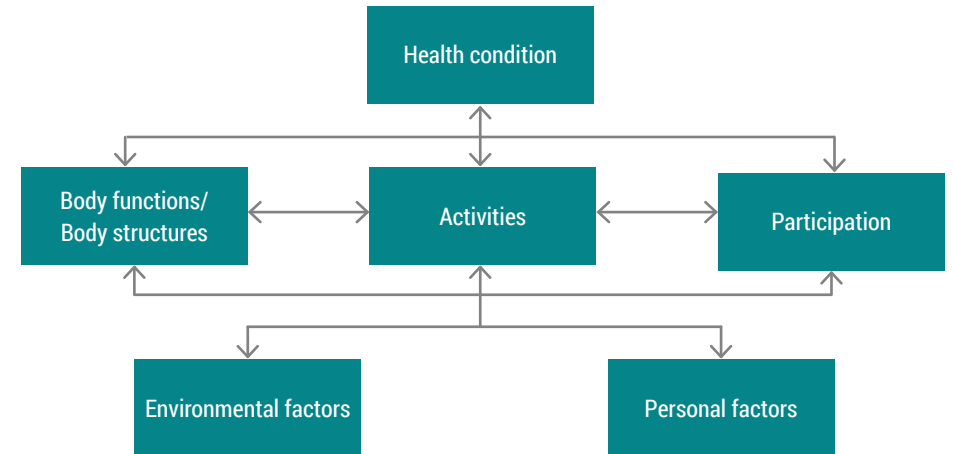 Health condition
Body functions/
Body structures
Activities
Participation
Environmental factors
Personal factors